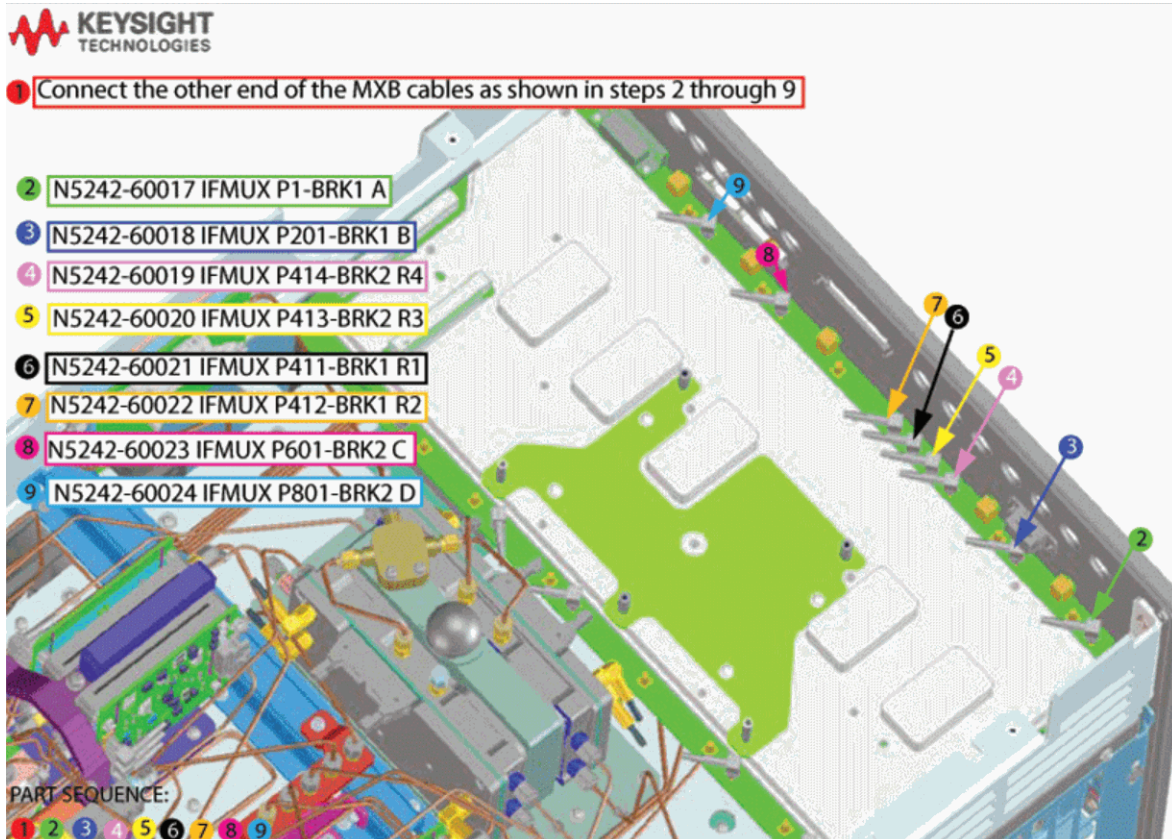 KEYSIGHT
TECHNOLOGIES
1 Connect the other end of the MXB cables as shown in steps 2 through 9
2 N5242-60017 IFMUX P1-BRK1 A
3 N5242-60018 IFMUX P201-BRK1 B
4 N5242-60019 IFMUX P414-BRK2 R4
5 N5242-60020 IFMUX P413-BRK2 R3
6 N5242-60021 IFMUX P411-BRK1 R1
7 N5242-60022 IFMUX P412-BRK1 R2
8 N5242-60023 IFMUX P601-BRK2 C
9 N5242-60024 IFMUX P801-BRK2 D
9
8
7
6
5
4
3
2
PART SEQUENCE:
1 2 3 4 5 6 7 8 9